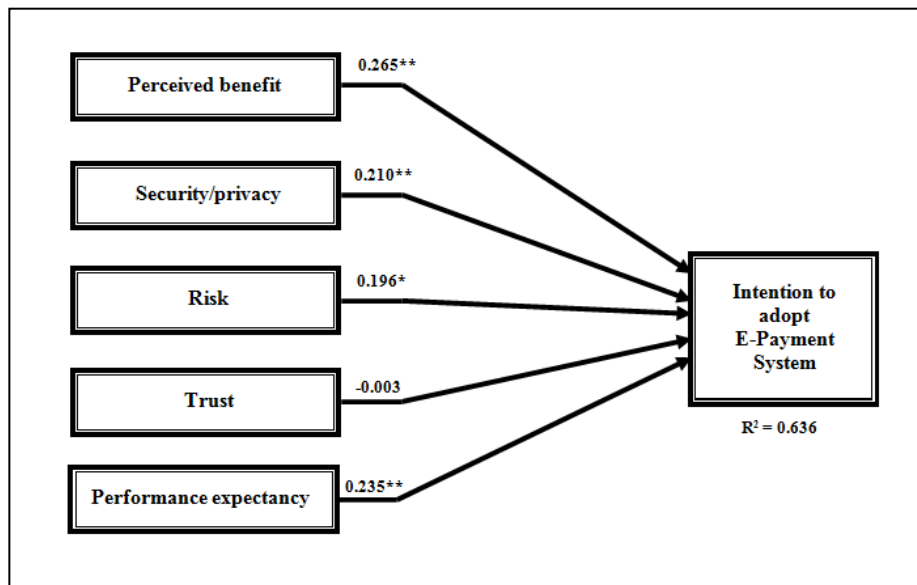 Perceived benefit
0.265**
Security/privacy
0.210**
Risk
0.196*
Trust
-0.003
Performance expectancy
0.235**
Intention to
adopt
E-Payment
System
R² = 0.636